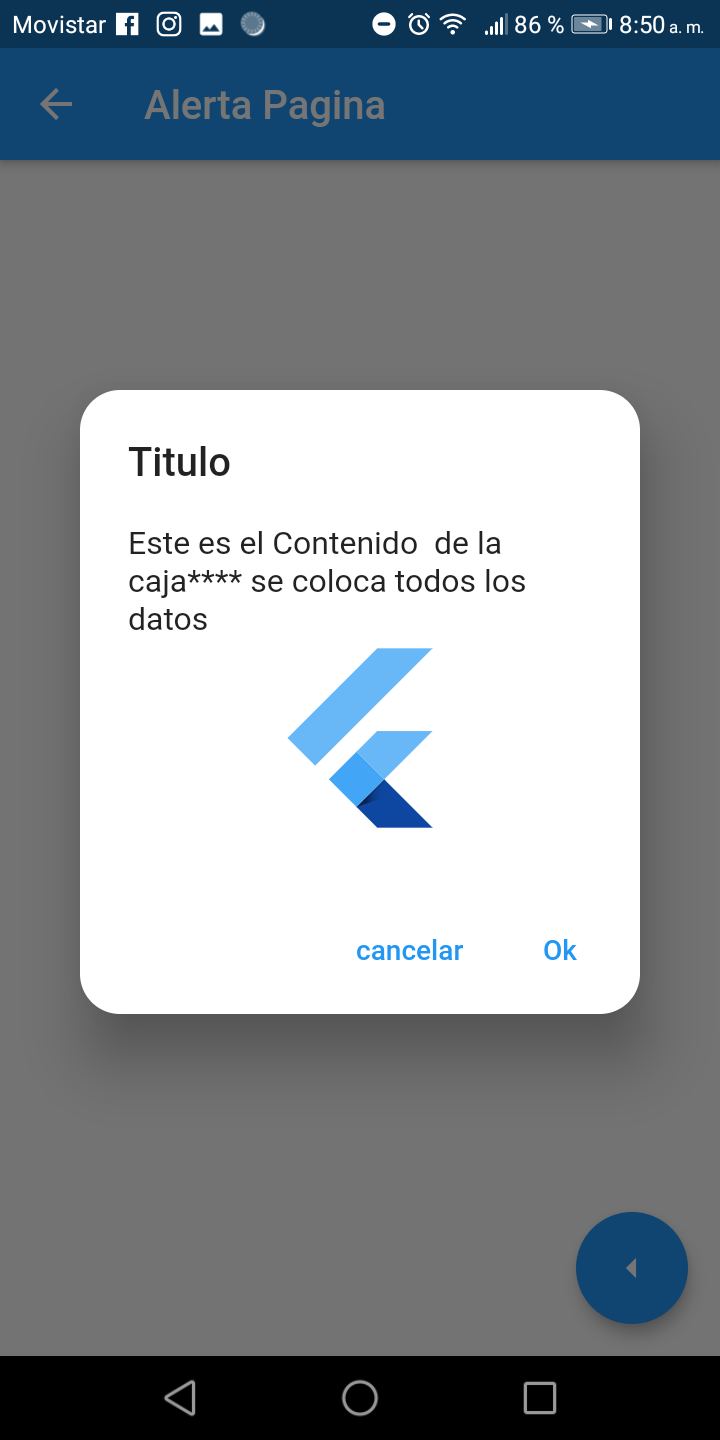 Movistar 86 % 8:50 a. m.
Alerta Pagina
Titulo
Este es el Contenido  de la
caja**** se coloca todos los
datos
cancelar Ok